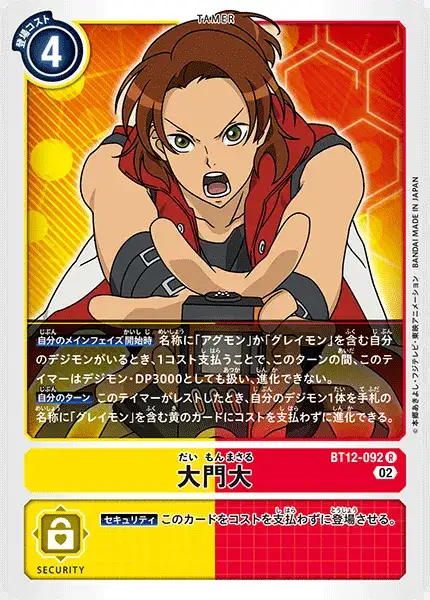 TAMER
登場コスト
4
自分のメインフェイズ開始時 名称に「アグモン」か「グレイモン」を含む自分
のデジモンがいるとき、1コスト支払うことで、このターンの間、このテ
イマーはデジモン・DP3000としても扱い、進化できない。
自分のターン このテイマーがレストしたとき、自分のデジモン1体を手札の
名称に「グレイモン」を含む黄のカードにコストを支払わずに進化できる。
だいもんまさる
大門大
BT12-092 R
02
セキュリティ このカードをコストを支払わずに登場させる。
SECURITY
©本郷あきよし・フジテレビ・東映アニメーション BANDAI MADE IN JAPAN